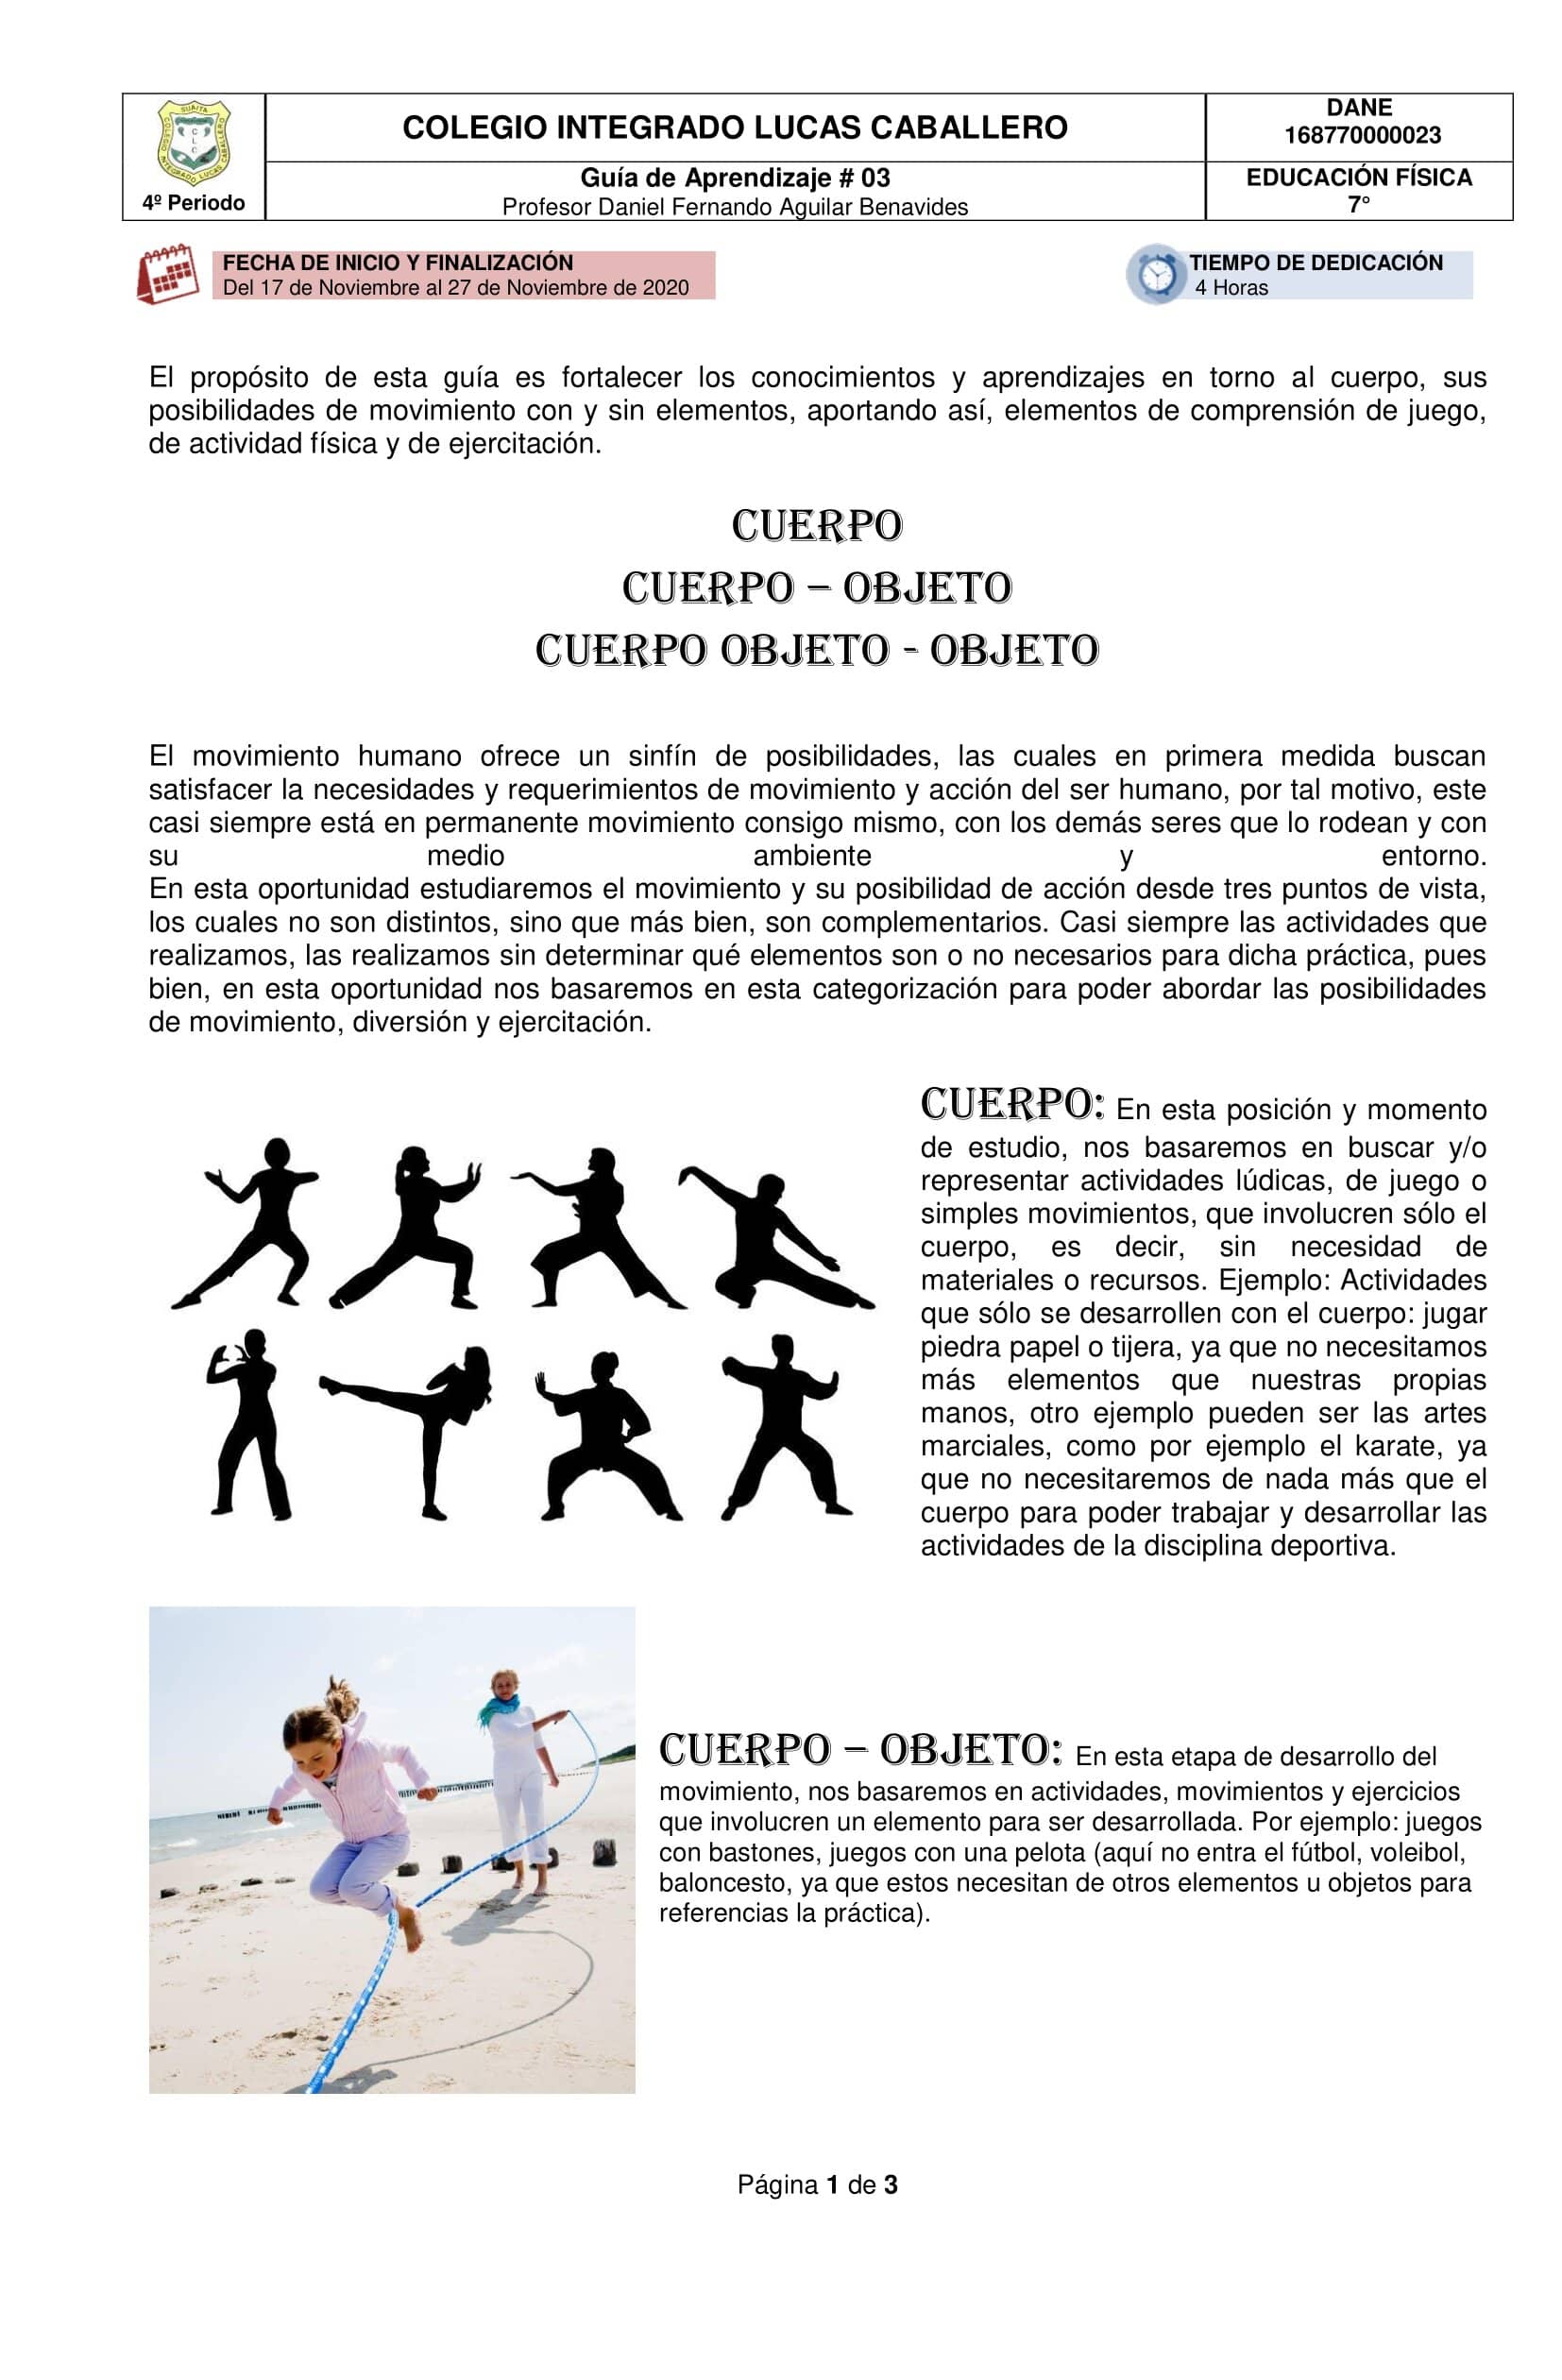 SUAITA
COLEGIO INTEGRADO LUCAS CABALLERO
C L C
4º Periodo
COLEGIO INTEGRADO LUCAS CABALLERO
DANE
168770000023
Guía de Aprendizaje # 03
Profesor Daniel Fernando Aguilar Benavides
EDUCACIÓN FÍSICA
7°
FECHA DE INICIO Y FINALIZACIÓN
Del 17 de Noviembre al 27 de Noviembre de 2020
TIEMPO DE DEDICACIÓN
4 Horas
El propósito de esta guía es fortalecer los conocimientos y aprendizajes en torno al cuerpo, sus
posibilidades de movimiento con y sin elementos, aportando así, elementos de comprensión de juego,
de actividad física y de ejercitación.
CUERPO
CUERPO – OBJETO
CUERPO OBJETO - OBJETO
El movimiento humano ofrece un sinfín de posibilidades, las cuales en primera medida buscan
satisfacer la necesidades y requerimientos de movimiento y acción del ser humano, por tal motivo, este
casi siempre está en permanente movimiento consigo mismo, con los demás seres que lo rodean y con
su medio ambiente y entorno.
En esta oportunidad estudiaremos el movimiento y su posibilidad de acción desde tres puntos de vista,
los cuales no son distintos, sino que más bien, son complementarios. Casi siempre las actividades que
realizamos, las realizamos sin determinar qué elementos son o no necesarios para dicha práctica, pues
bien, en esta oportunidad nos basaremos en esta categorización para poder abordar las posibilidades
de movimiento, diversión y ejercitación.
CUERPO: En esta posición y momento
de estudio, nos basaremos en buscar y/o
representar actividades lúdicas, de juego o
simples movimientos, que involucren sólo el
cuerpo, es decir, sin necesidad de
materiales o recursos. Ejemplo: Actividades
que sólo se desarrollen con el cuerpo: jugar
piedra papel o tijera, ya que no necesitamos
más elementos que nuestras propias
manos, otro ejemplo pueden ser las artes
marciales, como por ejemplo el karate, ya
que no necesitaremos de nada más que el
cuerpo para poder trabajar y desarrollar las
actividades de la disciplina deportiva.
CUERPO – OBJETO: En esta etapa de desarrollo del
movimiento, nos basaremos en actividades, movimientos y ejercicios
que involucren un elemento para ser desarrollada. Por ejemplo: juegos
con bastones, juegos con una pelota (aquí no entra el fútbol, voleibol,
baloncesto, ya que estos necesitan de otros elementos u objetos para
referencias la práctica).
Página 1 de 3